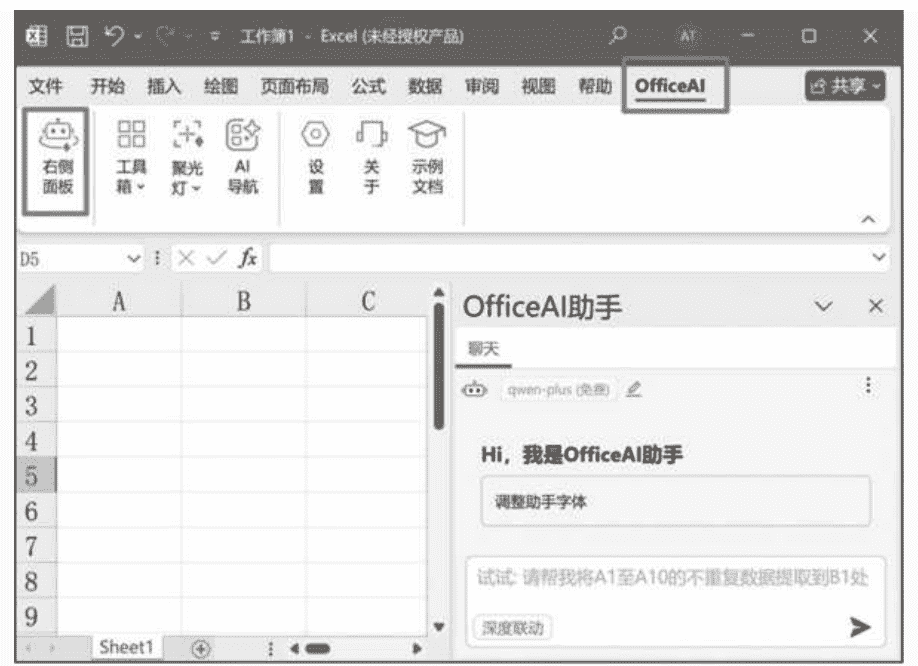 工作簿1 - Excel (未经授权产品)
AT
文件 开始 插入 绘图 页面布局 公式 数据 审阅 视图 帮助 OfficeAI 共享
右侧面板
工具箱
聚光灯
AI导航
设置
关于
示例文档
D5
fx
A B C
1
2
3
4
5
6
7
8
9
Sheet1
OfficeAI助手
聊天
qwen-plus (免费)
Hi，我是OfficeAI助手
调整助手字体
试试: 请帮我将A1至A10的不重复数据提取到B1处
深度联动